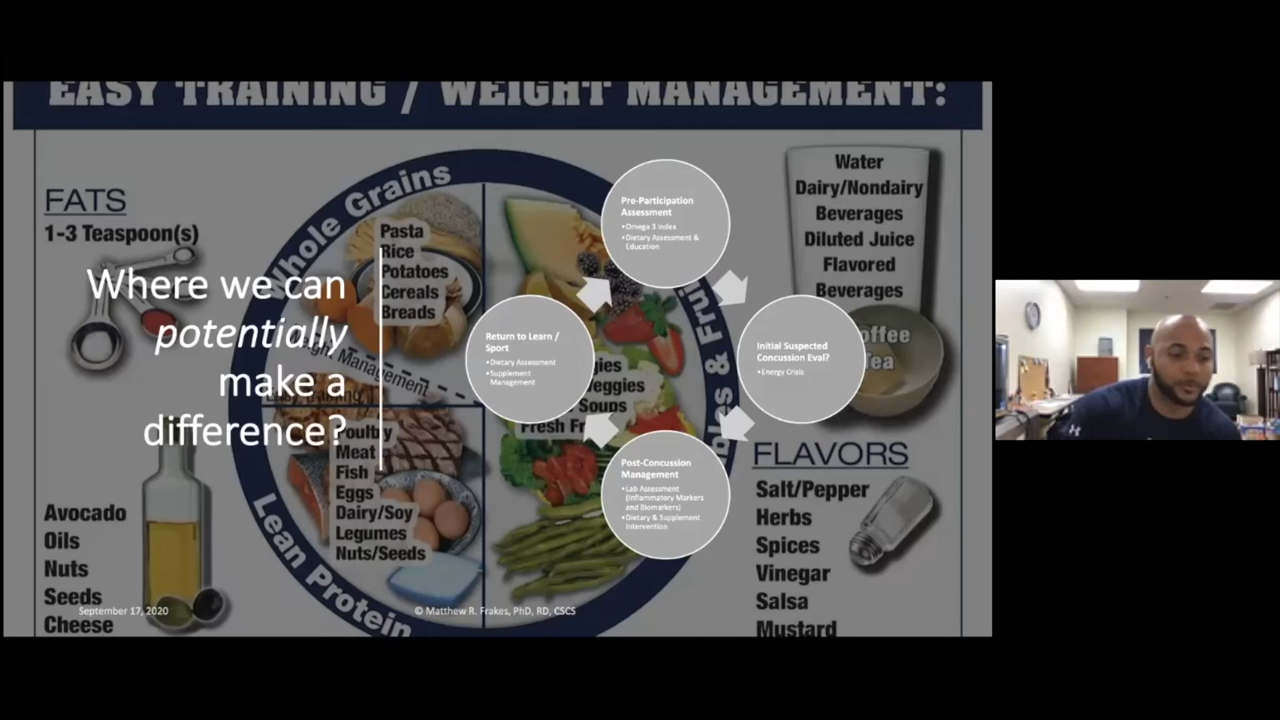 EASY TRAINING / WEIGHT MANAGEMENT:
FATS
1-3 Teaspoon(s)
Where we can
potentially
make a
difference?
Avocado
Oils
Nuts
Seeds
Cheese
September 17, 2020
Whole Grains
Pasta
Rice
Potatoes
Cereals
Breads
Weight Management
Easy Training
Poultry
Meat
Fish
Eggs
Dairy/Soy
Legumes
Nuts/Seeds
Lean Protein
Veggies
Soups
Pre-Participation
Assessment
•Omega 3 Index
•Dietary Assessment &
Education
Initial Suspected
Concussion Eval?
•Energy Crisis
Post-Concussion
Management
•Lab Assessment
(Inflammatory Markers
and Biomarkers)
•Dietary & Supplement
Intervention
Return to Learn /
Sport
•Dietary Assessment
•Supplement
Management
© Matthew R. Frakes, PhD, RD, CSCS
Water
Dairy/Nondairy
Beverages
Diluted Juice
Flavored
Beverages
Tea
FLAVORS
Salt/Pepper
Herbs
Spices
Vinegar
Salsa
Mustard